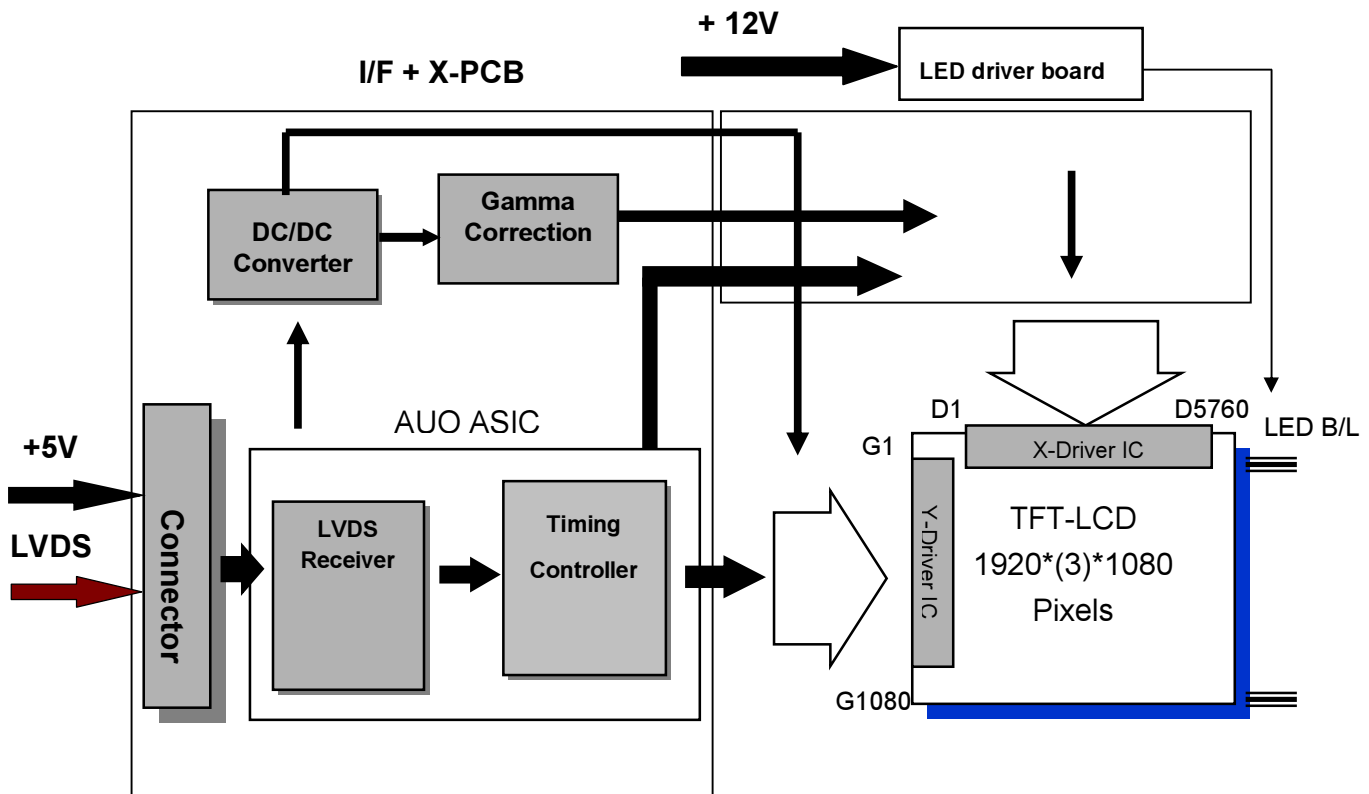 + 12V
LED driver board
I/F + X-PCB
Gamma
Correction
DC/DC
Converter
AUO ASIC
+5V
LVDS
Connector
LVDS
Receiver
Timing
Controller
D1
D5760
LED B/L
G1
X-Driver IC
Y-Driver IC
TFT-LCD
1920*(3)*1080
Pixels
G1080